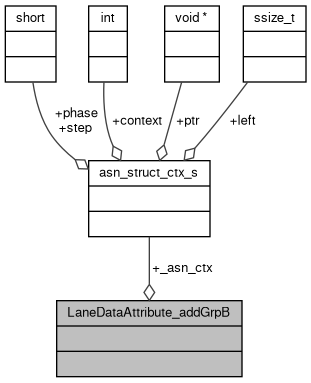 short
int
void *
ssize_t
+phase
+step
+context
+ptr
+left
asn_struct_ctx_s
+_asn_ctx
LaneDataAttribute_addGrpB